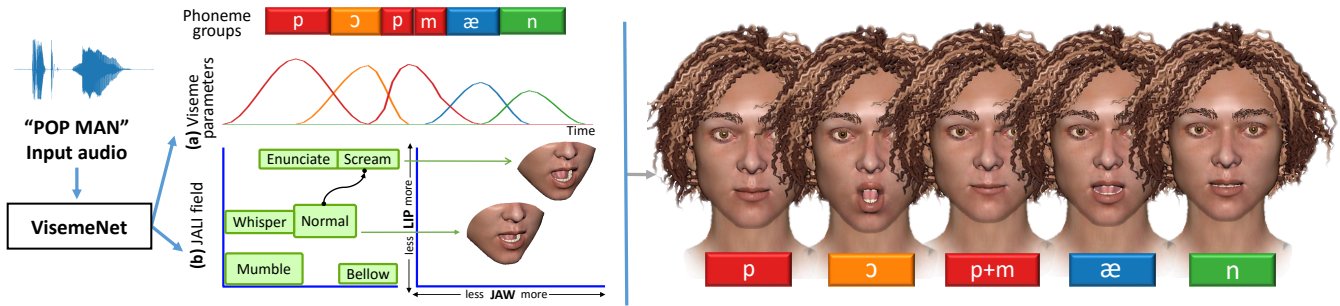 Phoneme
groups
p ɔ p m æ n
"POP MAN"
Input audio
VisemeNet
(a) Viseme
parameters
Time
(b) JALI field
Enunciate Scream
Whisper Normal
Mumble Bellow
less LIP more
less JAW more
p ɔ p+m æ n